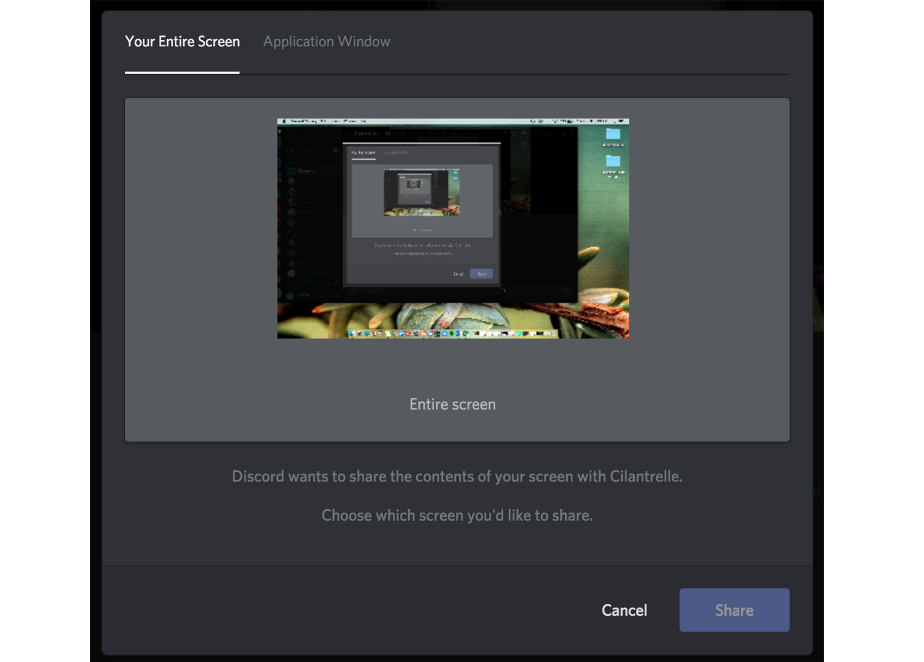 Your Entire Screen Application Window
Entire screen
Discord wants to share the contents of your screen with Cilantrelle.
Choose which screen you'd like to share.
Cancel Share